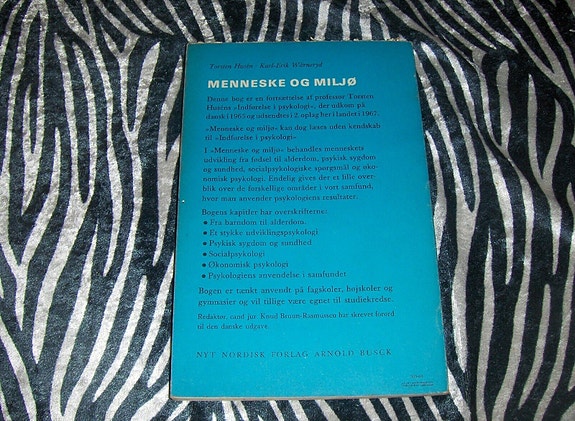 Torsten Husén / Karl-Erik Wärneryd
MENNESKE OG MILJØ
Denne bog er en fortsættelse af professor Torsten
Huséns »Indførelse i psykologi«, der udkom på
dansk i 1965 og udsendtes i 2. oplag her i landet i 1967.
»Menneske og miljø« kan dog læses uden kendskab
til »Indførelse i psykologi«
I »Menneske og miljø« behandles menneskets
udvikling fra fødsel til alderdom, psykisk sygdom
og sundhed, socialpsykologiske spørgsmål og øko-
nomisk psykologi. Endelig gives det et lille over-
blik over de forskellige områder i vort samfund,
hvor man anvender psykologiens resultater.
Bogens kapitler har overskrifterne:
• Fra barndom til alderdom.
• Et stykke udviklingspsykologi
• Psykisk sygdom og sundhed
• Socialpsykologi
• Økonomisk psykologi
• Psykologiens anvendelse i samfundet
Bogen er tænkt anvendt på fagskoler, højskoler og
gymnasier og vil tillige være egnet til studiekredse.
Redaktør, cand. jur. Knud Bruun-Rasmussen har skrevet forord
til den danske udgave.
NYT NORDISK FORLAG ARNOLD BUSCK